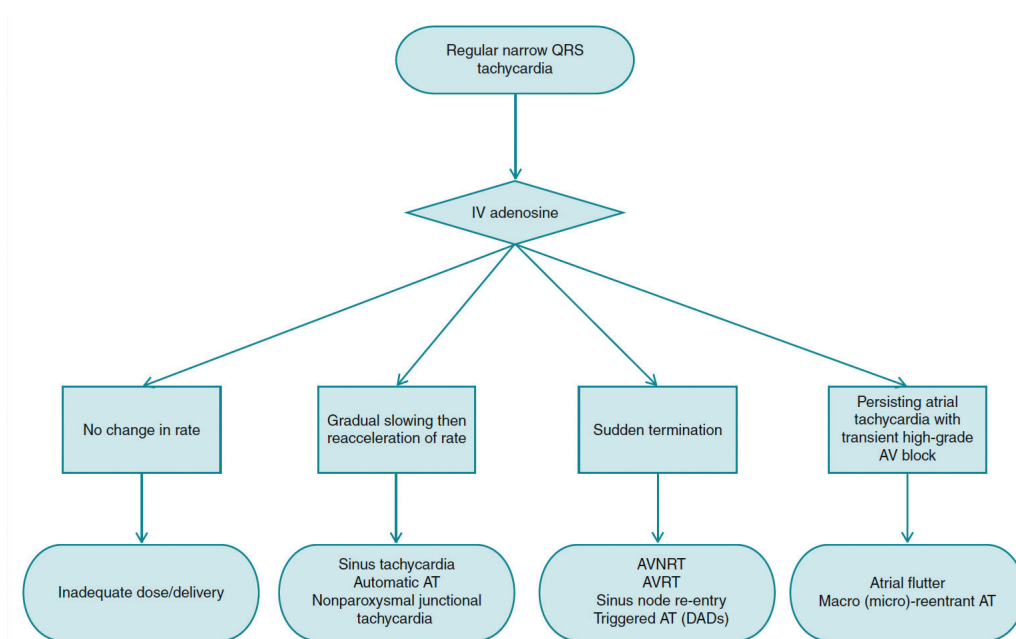 Regular narrow QRS
tachycardia
IV adenosine
No change in rate
Gradual slowing then
reacceleration of rate
Sudden termination
Persisting atrial
tachycardia with
transient high-grade
AV block
Inadequate dose/delivery
Sinus tachycardia
Automatic AT
Nonparoxysmal junctional
tachycardia
AVNRT
AVRT
Sinus node re-entry
Triggered AT (DADs)
Atrial flutter
Macro (micro)-reentrant AT